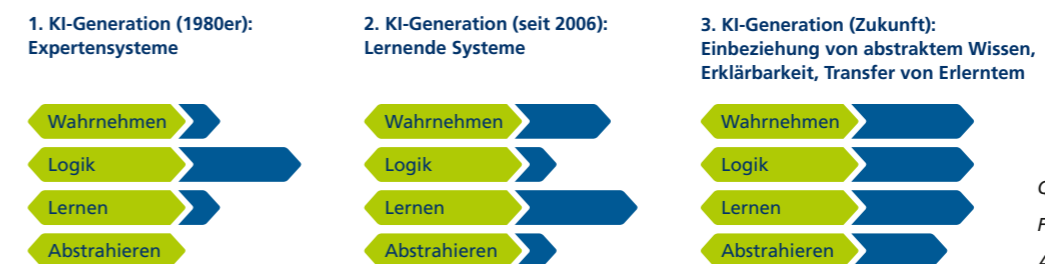 1. KI-Generation (1980er):
Expertensysteme
Wahrnehmen
Logik
Lernen
Abstrahieren
2. KI-Generation (seit 2006):
Lernende Systeme
Wahrnehmen
Logik
Lernen
Abstrahieren
3. KI-Generation (Zukunft):
Einbeziehung von abstraktem Wissen,
Erklärbarkeit, Transfer von Erlerntem
Wahrnehmen
Logik
Lernen
Abstrahieren